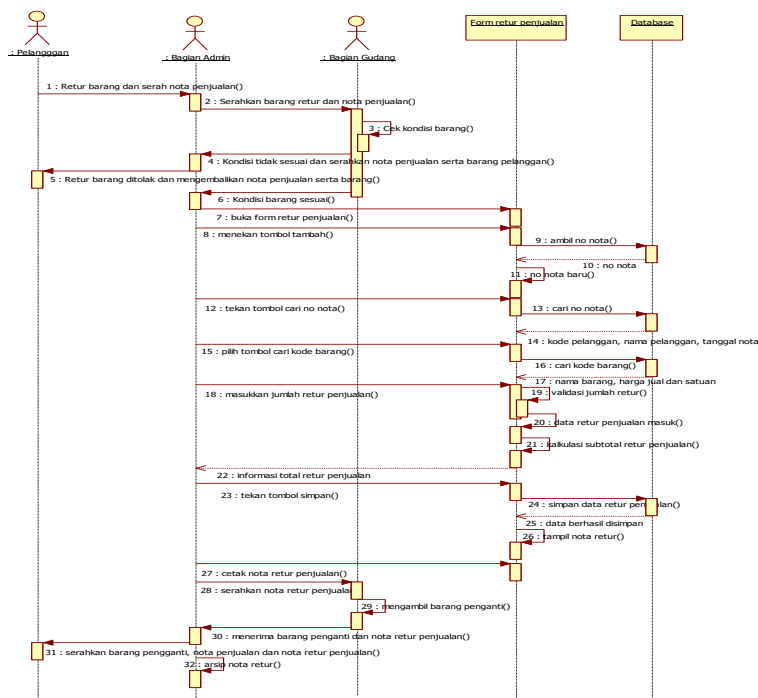 : Pelangggan
: Bagian Admin
: Bagian Gudang
Form retur penjualan
Database
1 : Retur barang dan serah nota penjualan()
2 : Serahkan barang retur dan nota penjualan()
3 : Cek kondisi barang()
4 : Kondisi tidak sesuai dan serahkan nota penjualan serta barang pelanggan()
5 : Retur barang ditolak dan mengembalikan nota penjualan serta barang()
6 : Kondisi barang sesuai()
7 : buka form retur penjualan()
8 : menekan tombol tambah()
9 : ambil no nota()
10 : no nota
11 : no nota baru()
12 : tekan tombol cari no nota()
13 : cari no nota()
14 : kode pelanggan, nama pelanggan, tanggal nota
15 : pilih tombol cari kode barang()
16 : cari kode barang()
17 : nama barang, harga jual dan satuan
18 : masukkan jumlah retur penjualan()
19 : validasi jumlah retur()
20 : data retur penjualan masuk()
21 : kalkulasi subtotal retur penjualan()
22 : informasi total retur penjualan
23 : tekan tombol simpan()
24 : simpan data retur penjualan()
25 : data berhasil disimpan
26 : tampil nota retur()
27 : cetak nota retur penjualan()
28 : serahkan nota retur penjualan
29 : mengambil barang penganti()
30 : menerima barang penganti dan nota retur penjualan()
31 : serahkan barang pengganti, nota penjualan dan nota retur penjualan()
32 : arsip nota retur()